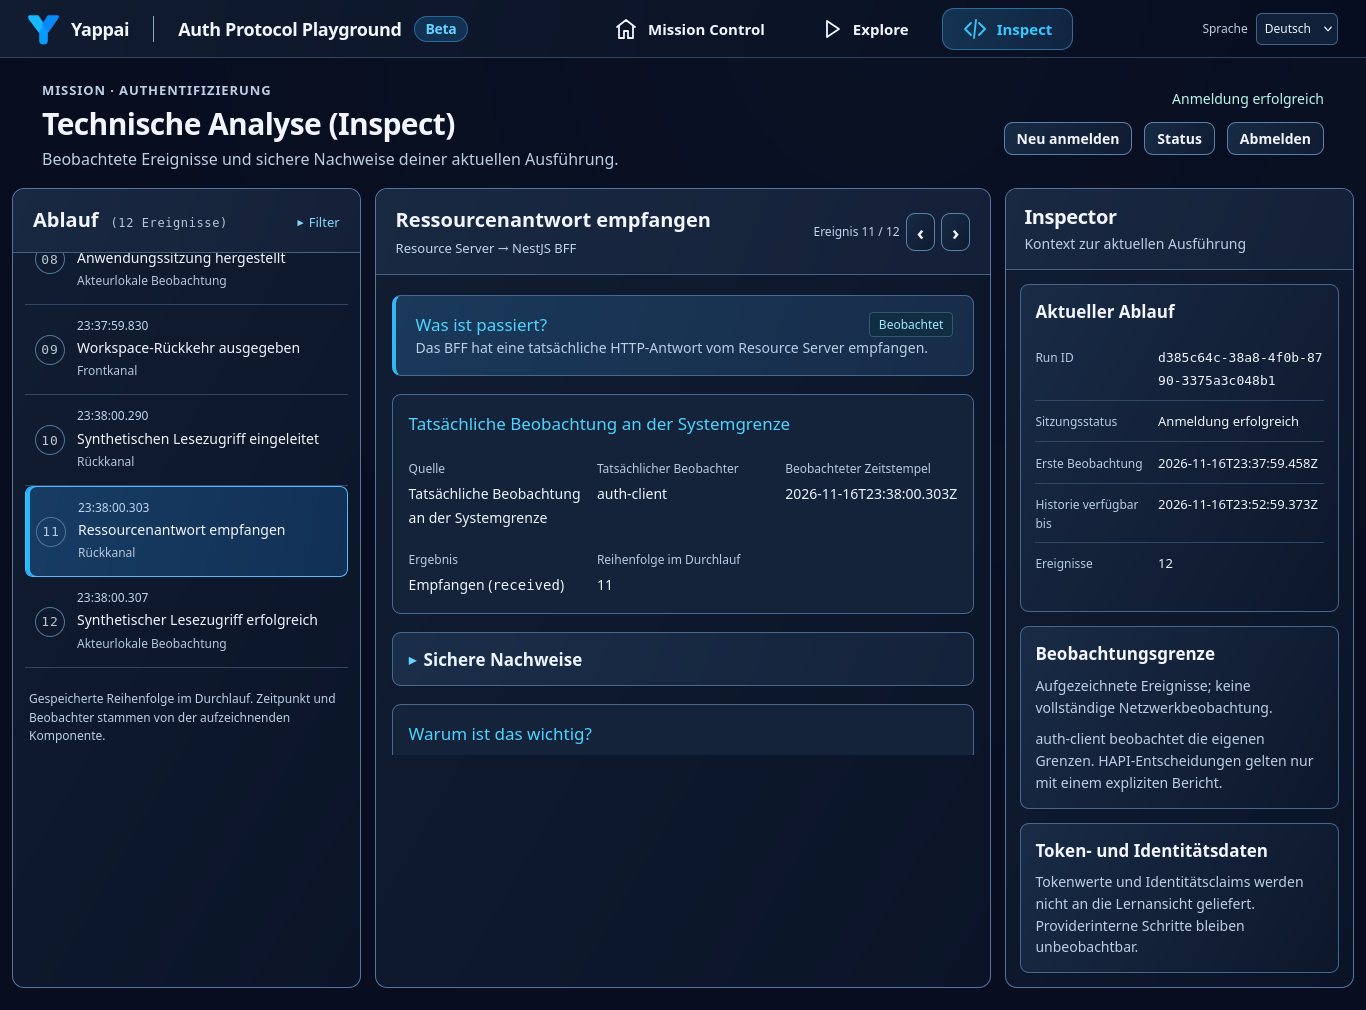 Yappai
Auth Protocol Playground
Beta
Mission Control
Explore
Inspect
Sprache
Deutsch
MISSION · AUTHENTIFIZIERUNG
Technische Analyse (Inspect)
Beobachtete Ereignisse und sichere Nachweise deiner aktuellen Ausführung.
Anmeldung erfolgreich
Neu anmelden
Status
Abmelden
Ablauf (12 Ereignisse)
▸ Filter
08
Anwendungssitzung hergestellt
Akteurlokale Beobachtung
23:37:59.830
09
Workspace-Rückkehr ausgegeben
Frontkanal
23:38:00.290
10
Synthetischen Lesezugriff eingeleitet
Rückkanal
23:38:00.303
11
Ressourcenantwort empfangen
Rückkanal
23:38:00.307
12
Synthetischer Lesezugriff erfolgreich
Akteurlokale Beobachtung
Gespeicherte Reihenfolge im Durchlauf. Zeitpunkt und
Beobachter stammen von der aufzeichnenden
Komponente.
Ressourcenantwort empfangen
Resource Server → NestJS BFF
Ereignis 11 / 12
‹
›
Was ist passiert?
Beobachtet
Das BFF hat eine tatsächliche HTTP-Antwort vom Resource Server empfangen.
Tatsächliche Beobachtung an der Systemgrenze
Quelle
Tatsächliche Beobachtung
an der Systemgrenze
Tatsächlicher Beobachter
auth-client
Beobachteter Zeitstempel
2026-11-16T23:38:00.303Z
Ergebnis
Empfangen (received)
Reihenfolge im Durchlauf
11
▸ Sichere Nachweise
Warum ist das wichtig?
Inspector
Kontext zur aktuellen Ausführung
Aktueller Ablauf
Run ID
d385c64c-38a8-4f0b-87
90-3375a3c048b1
Sitzungsstatus
Anmeldung erfolgreich
Erste Beobachtung
2026-11-16T23:37:59.458Z
Historie verfügbar
bis
2026-11-16T23:52:59.373Z
Ereignisse
12
Beobachtungsgrenze
Aufgezeichnete Ereignisse; keine
vollständige Netzwerkbeobachtung.
auth-client beobachtet die eigenen
Grenzen. HAPI-Entscheidungen gelten nur
mit einem expliziten Bericht.
Token- und Identitätsdaten
Tokenwerte und Identitätsclaims werden
nicht an die Lernansicht geliefert.
Providerinterne Schritte bleiben
unbeobachtbar.